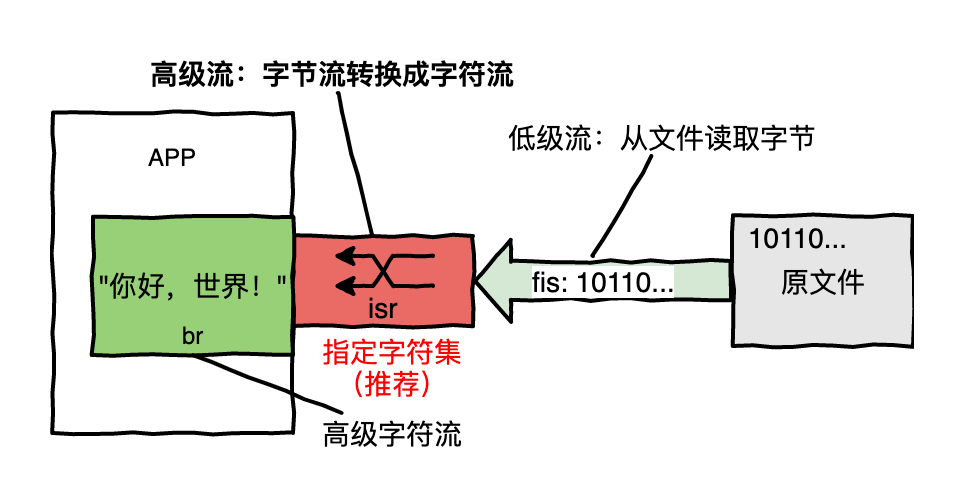 高级流：字节流转换成字符流
低级流：从文件读取字节
APP
"你好，世界！"
br
isr
fis: 10110...
10110...
原文件
指定字符集
（推荐）
高级字符流